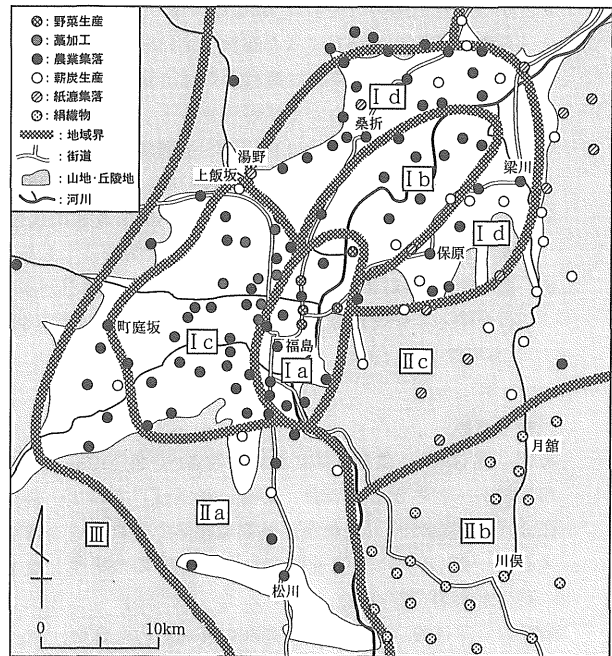 ：野菜生産
：藁加工
：農業集落
：薪炭生産
：紙漉集落
：絹織物
：地域界
：街道
：山地・丘陵地
：河川
Ⅰd
桑折
湯野
上飯坂
Ⅰb
梁川
Ⅰd
保原
町庭坂
Ⅰc
福島
Ⅰa
Ⅱc
月舘
Ⅲ
Ⅱa
Ⅱb
川俣
松川
0 10km